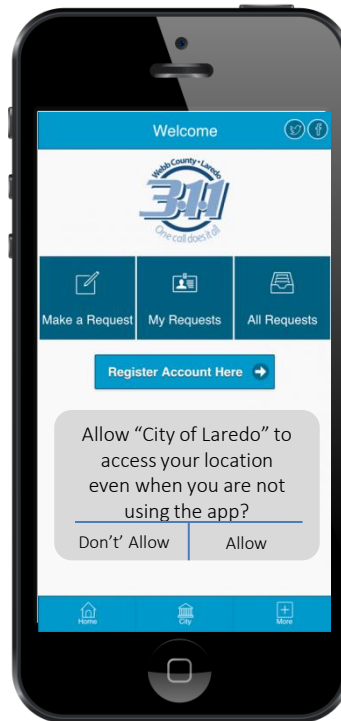 Welcome
Webb County • Laredo
311
One call does it all
Make a Request
My Requests
All Requests
Register Account Here
Allow “City of Laredo” to
access your location
even when you are not
using the app?
Don’t’ Allow
Allow
Home
City
More